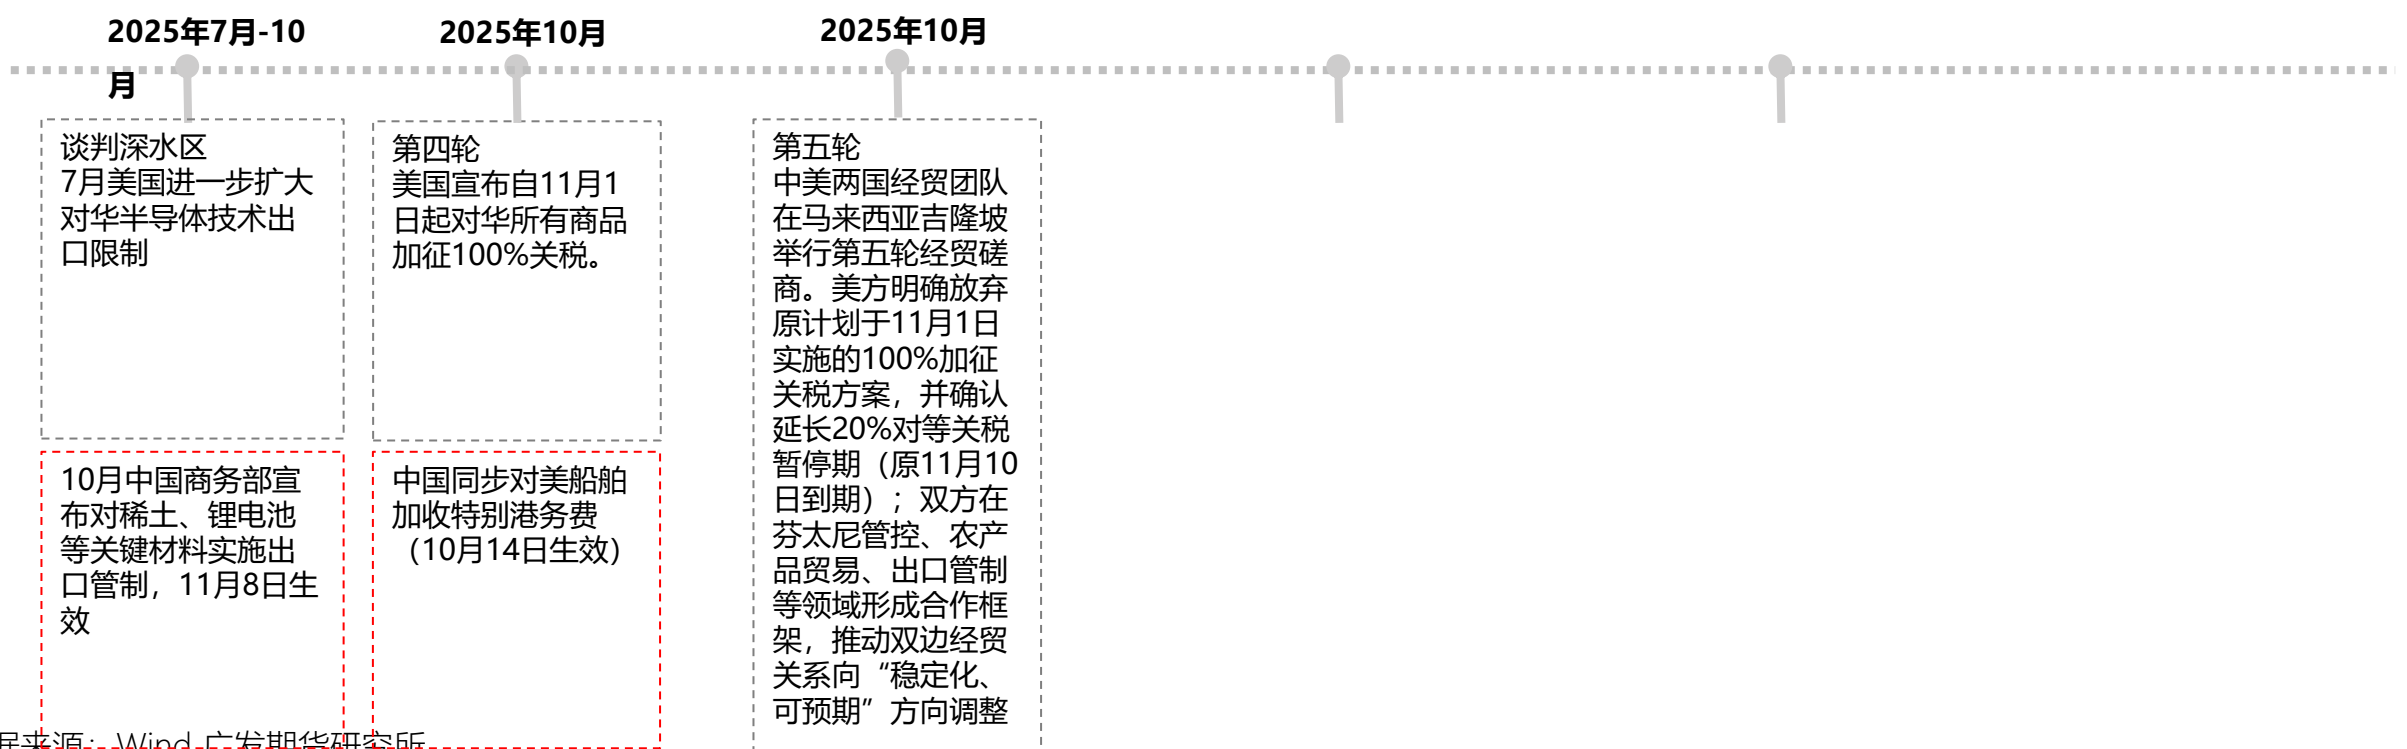 2025年7月-10
月
2025年10月
2025年10月
谈判深水区
7月美国进一步扩大
对华半导体技术出
口限制
第四轮
美国宣布自11月1
日起对华所有商品
加征100%关税。
第五轮
中美两国经贸团队
在马来西亚吉隆坡
举行第五轮经贸磋
商。美方明确放弃
原计划于11月1日
实施的100%加征
关税方案，并确认
延长20%对等关税
暂停期（原11月10
日到期）；双方在
芬太尼管控、农产
品贸易、出口管制
等领域形成合作框
架，推动双边经贸
关系向“稳定化、
可预期”方向调整
10月中国商务部宣
布对稀土、锂电池
等关键材料实施出
口管制，11月8日生
效
中国同步对美船舶
加收特别港务费
（10月14日生效）
据来源：Wind 广发期货研究所